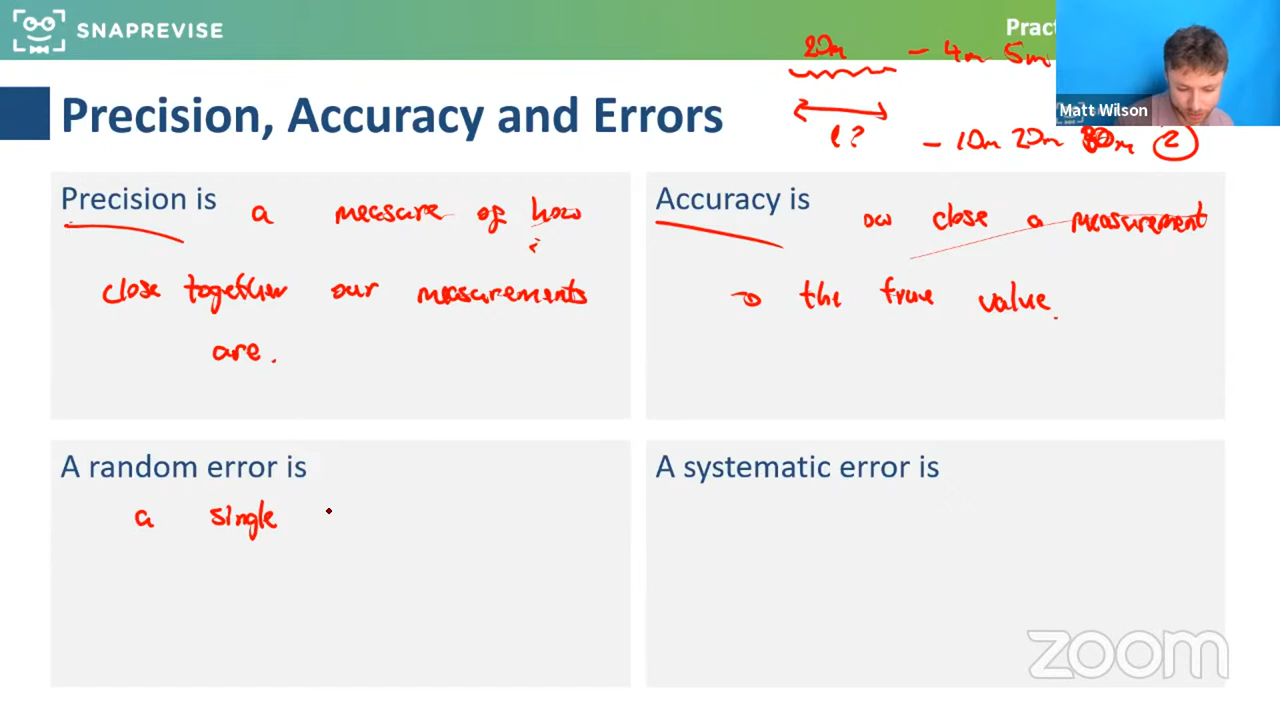 SNAPREVISE
Pract
20m - 4m 5m
Matt Wilson
l?
- 10m 20m 30m 2
Precision, Accuracy and Errors
Precision is a measure of how
close together our measurements
are.
Accuracy is ow close a measurement
to the true value.
A random error is
a single
A systematic error is
zoom